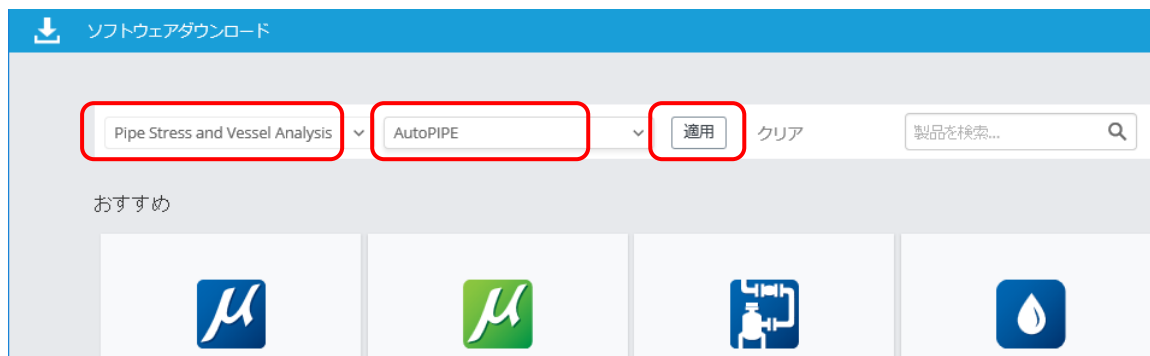 ソフトウェアダウンロード
Pipe Stress and Vessel Analysis AutoPIPE 適用 クリア 製品を検索...
おすすめ
μ μ